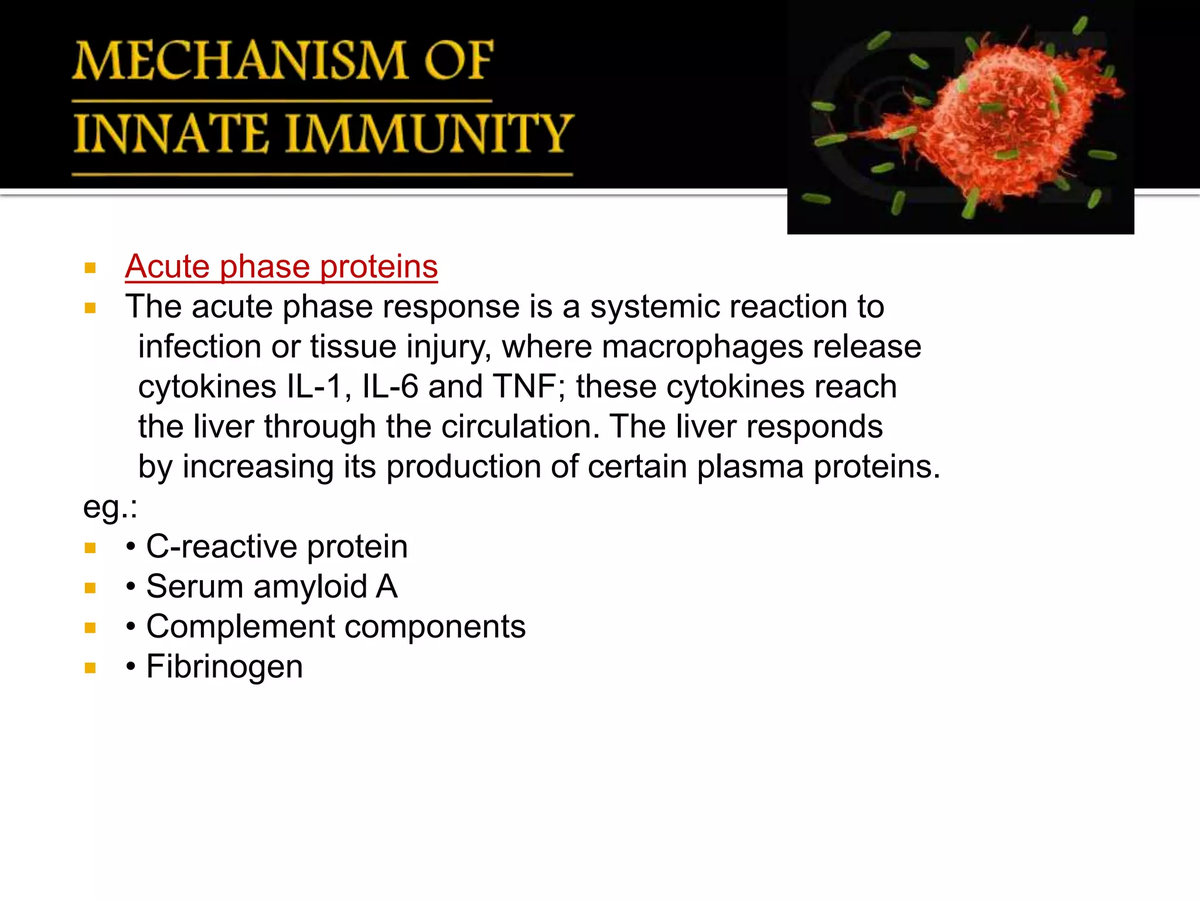 MECHANISM OF
INNATE IMMUNITY
Acute phase proteins
The acute phase response is a systemic reaction to
infection or tissue injury, where macrophages release
cytokines IL-1, IL-6 and TNF; these cytokines reach
the liver through the circulation. The liver responds
by increasing its production of certain plasma proteins.
eg.:
• C-reactive protein
• Serum amyloid A
• Complement components
• Fibrinogen